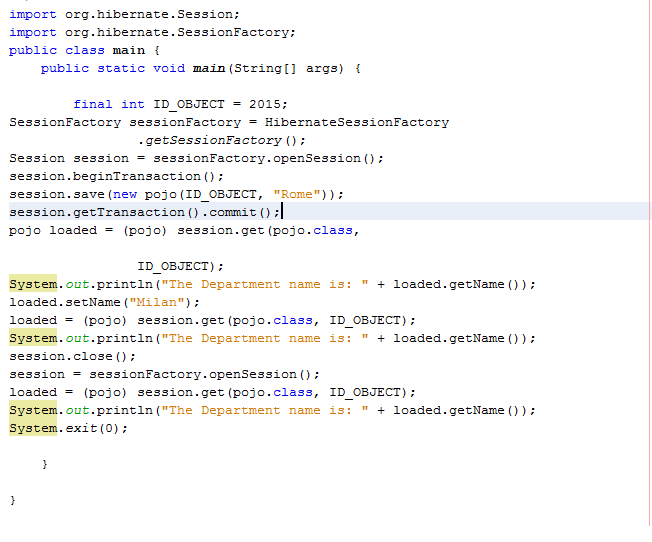 import org.hibernate.Session;
import org.hibernate.SessionFactory;
public class main {
    public static void main(String[] args) {

        final int ID_OBJECT = 2015;
SessionFactory sessionFactory = HibernateSessionFactory
                .getSessionFactory();
Session session = sessionFactory.openSession();
session.beginTransaction();
session.save(new pojo(ID_OBJECT, "Rome"));
session.getTransaction().commit();
pojo loaded = (pojo) session.get(pojo.class,

                ID_OBJECT);
System.out.println("The Department name is: " + loaded.getName());
loaded.setName("Milan");
loaded = (pojo) session.get(pojo.class, ID_OBJECT);
System.out.println("The Department name is: " + loaded.getName());
session.close();
session = sessionFactory.openSession();
loaded = (pojo) session.get(pojo.class, ID_OBJECT);
System.out.println("The Department name is: " + loaded.getName());
System.exit(0);

    }

}